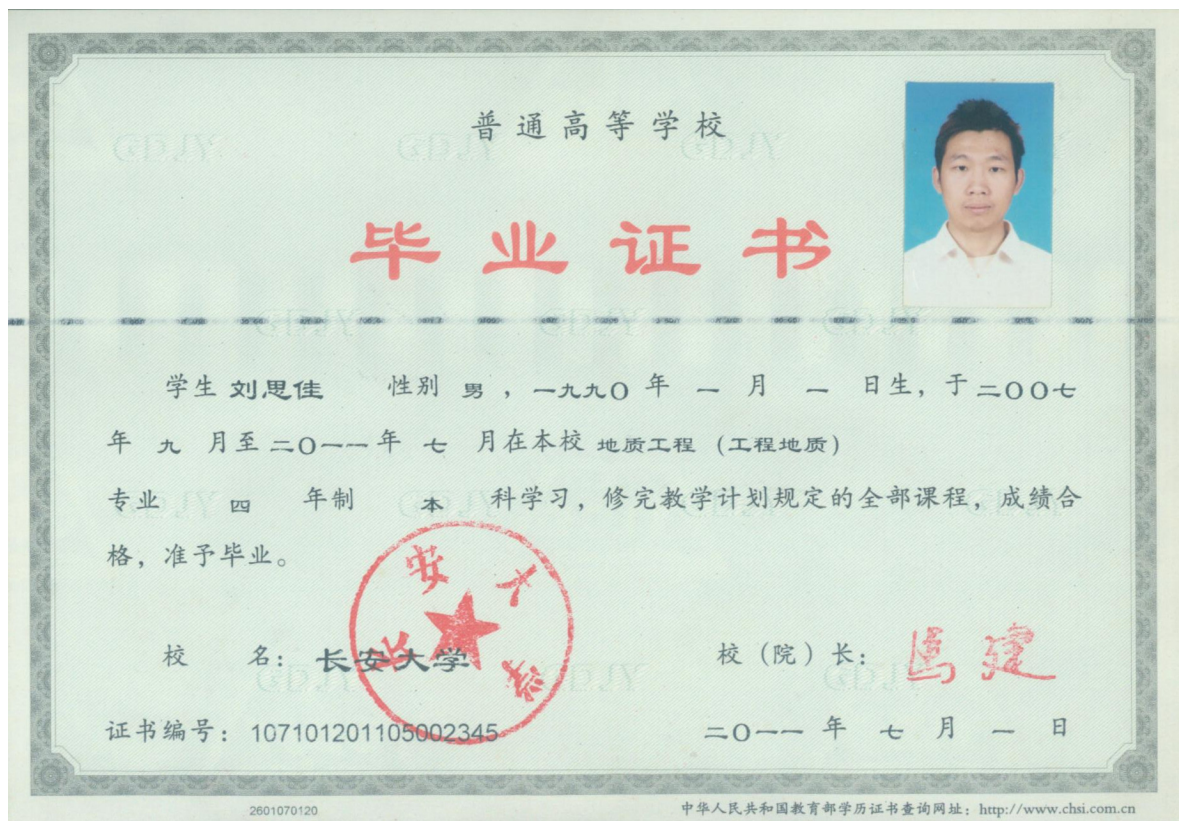 普通高等学校
毕业证书
学生 刘思佳 性别 男，一九九〇 年 一 月 一 日生，于 二〇〇七
年 九 月至 二〇一一 年 七 月在本校 地质工程（工程地质）
专业 四 年制 本 科学习，修完教学计划规定的全部课程，成绩合
格，准予毕业。
校 名：长安大学 校（院）长：马建
长安大学
证书编号：107101201105002345 二〇一一 年 七 月 一 日
2601070120 中华人民共和国教育部学历证书查询网址：http://www.chsi.com.cn